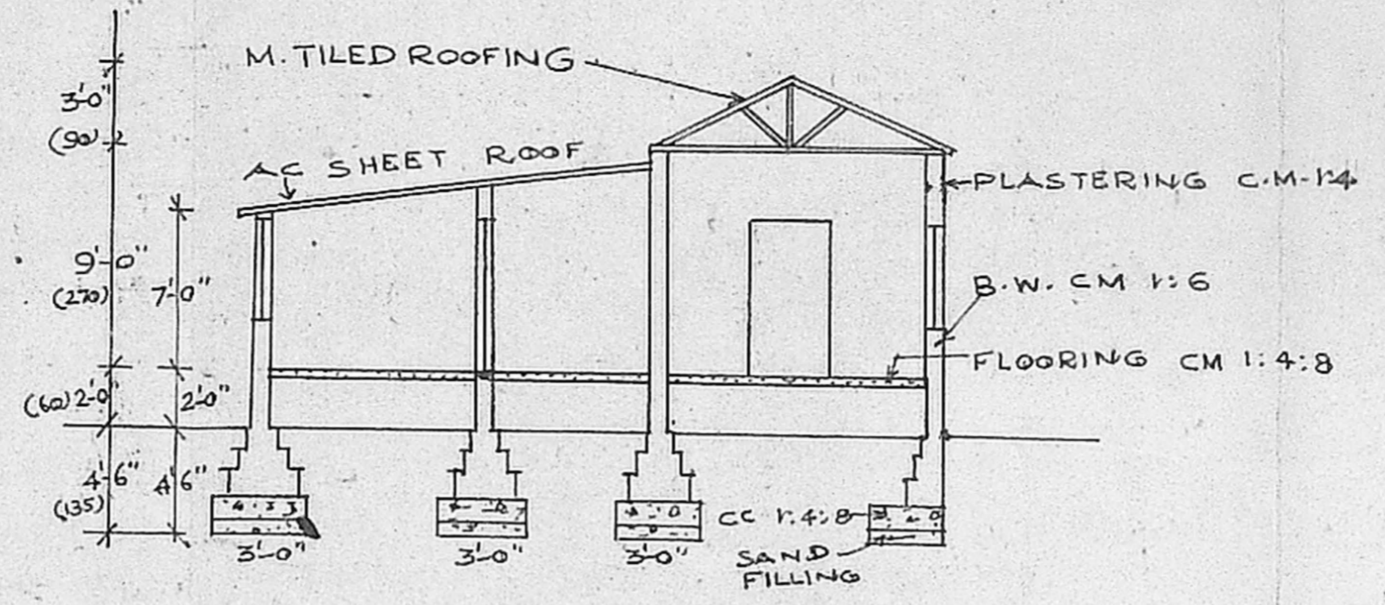 M. TILED ROOFING
3'-0"
(90)
AC SHEET ROOF
PLASTERING C.M-1:4
9'-0"
(270)
7'-0"
B.W. CM 1:6
FLOORING CM 1:4:8
(60) 2'-0"
2'-0"
4'-6"
4'-6"
(135)
CC 1:4:8
3'-0"
3'-0"
3'-0"
SAND
FILLING